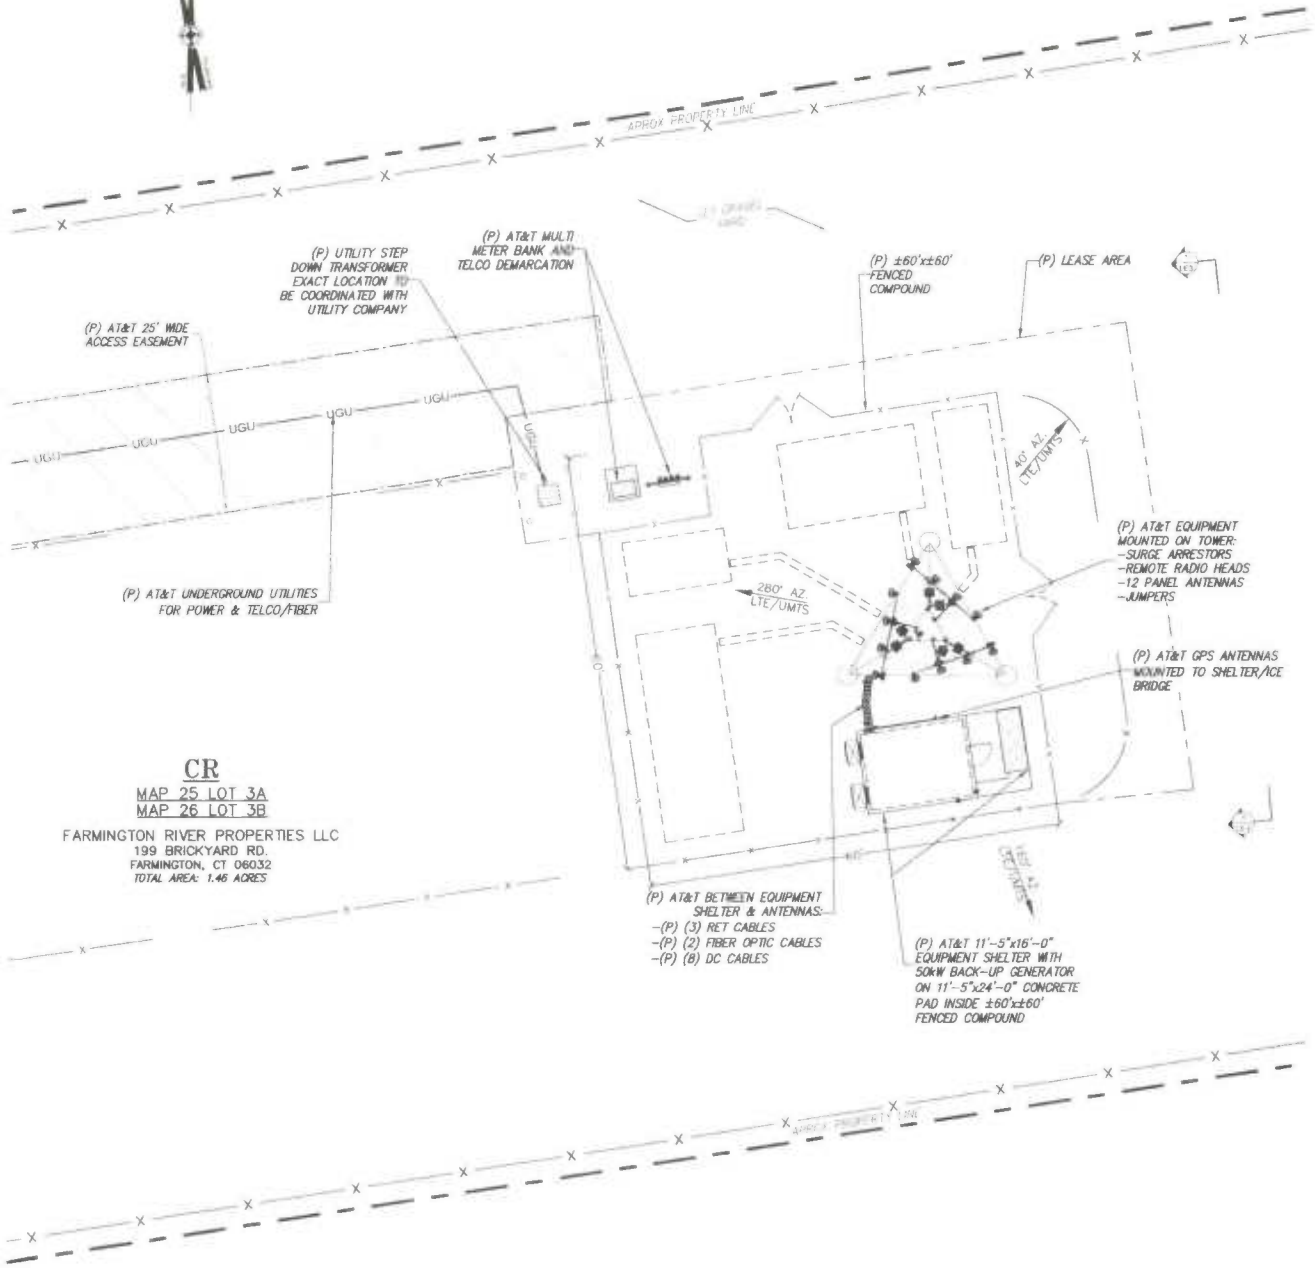 APROX PROPERTY LINE
(P) UTILITY STEP
DOWN TRANSFORMER
EXACT LOCATION TO
BE COORDINATED WITH
UTILITY COMPANY
(P) AT&T MULTI
METER BANK AND
TELCO DEMARCATION
(P) ±60'x±60'
FENCED
COMPOUND
(P) LEASE AREA
(P) AT&T 25' WIDE
ACCESS EASEMENT
UGU
UGU
UGU
UGU
UGU
UGU
40° AZ.
LTE/UMTS
(P) AT&T EQUIPMENT
MOUNTED ON TOWER:
-SURGE ARRESTORS
-REMOTE RADIO HEADS
-12 PANEL ANTENNAS
-JUMPERS
(P) AT&T UNDERGROUND UTILITIES
FOR POWER & TELCO/FIBER
280° AZ.
LTE/UMTS
(P) AT&T GPS ANTENNAS
MOUNTED TO SHELTER/ICE
BRIDGE
CR
MAP 25 LOT 3A
MAP 26 LOT 3B
FARMINGTON RIVER PROPERTIES LLC
199 BRICKYARD RD.
FARMINGTON, CT 06032
TOTAL AREA: 1.46 ACRES
AZ.
LTE/UMTS
(P) AT&T BETWEEN EQUIPMENT
SHELTER & ANTENNAS:
-(P) (3) RET CABLES
-(P) (2) FIBER OPTIC CABLES
-(P) (8) DC CABLES
(P) AT&T 11'-5"x16'-0"
EQUIPMENT SHELTER WITH
50kW BACK-UP GENERATOR
ON 11'-5"x24'-0" CONCRETE
PAD INSIDE ±60'x±60'
FENCED COMPOUND
APROX PROPERTY LINE